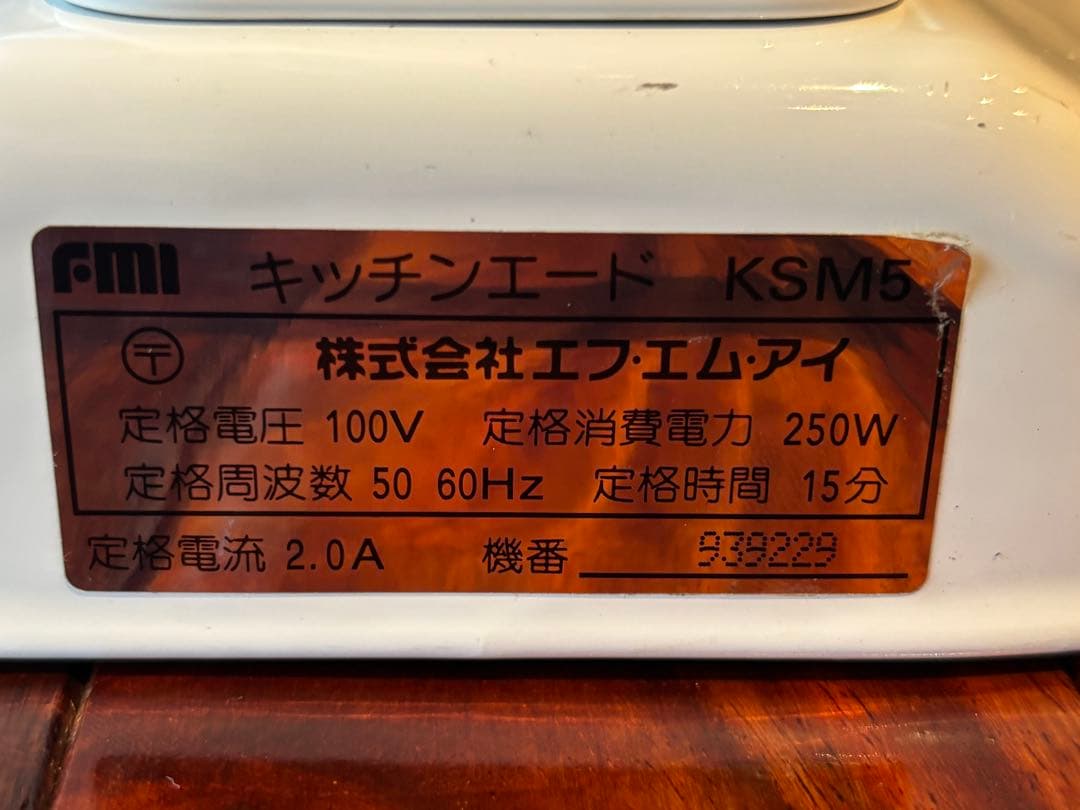 FMI キッチンエード KSM5
〒 株式会社エフ・エム・アイ
定格電圧 100V 定格消費電力 250W
定格周波数 50 60Hz 定格時間 15分
定格電流 2.0A 機番 939229